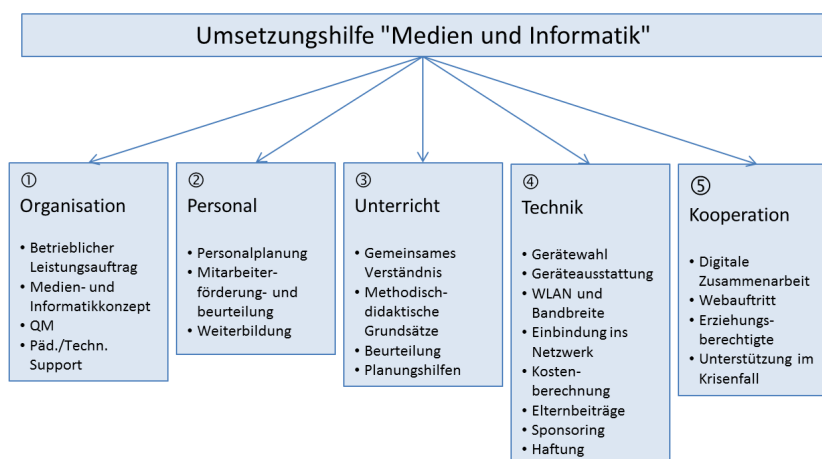 Umsetzungshilfe "Medien und Informatik"
①
Organisation
• Betrieblicher
Leistungsauftrag
• Medien- und
Informatikkonzept
• QM
• Päd./Techn.
Support
②
Personal
• Personalplanung
• Mitarbeiter-
förderung- und
beurteilung
• Weiterbildung
③
Unterricht
• Gemeinsames
Verständnis
• Methodisch-
didaktische
Grundsätze
• Beurteilung
• Planungshilfen
④
Technik
• Gerätewahl
• Geräteausstattung
• WLAN und
Bandbreite
• Einbindung ins
Netzwerk
• Kosten-
berechnung
• Elternbeiträge
• Sponsoring
• Haftung
⑤
Kooperation
• Digitale
Zusammenarbeit
• Webauftritt
• Erziehungs-
berechtigte
• Unterstützung im
Krisenfall